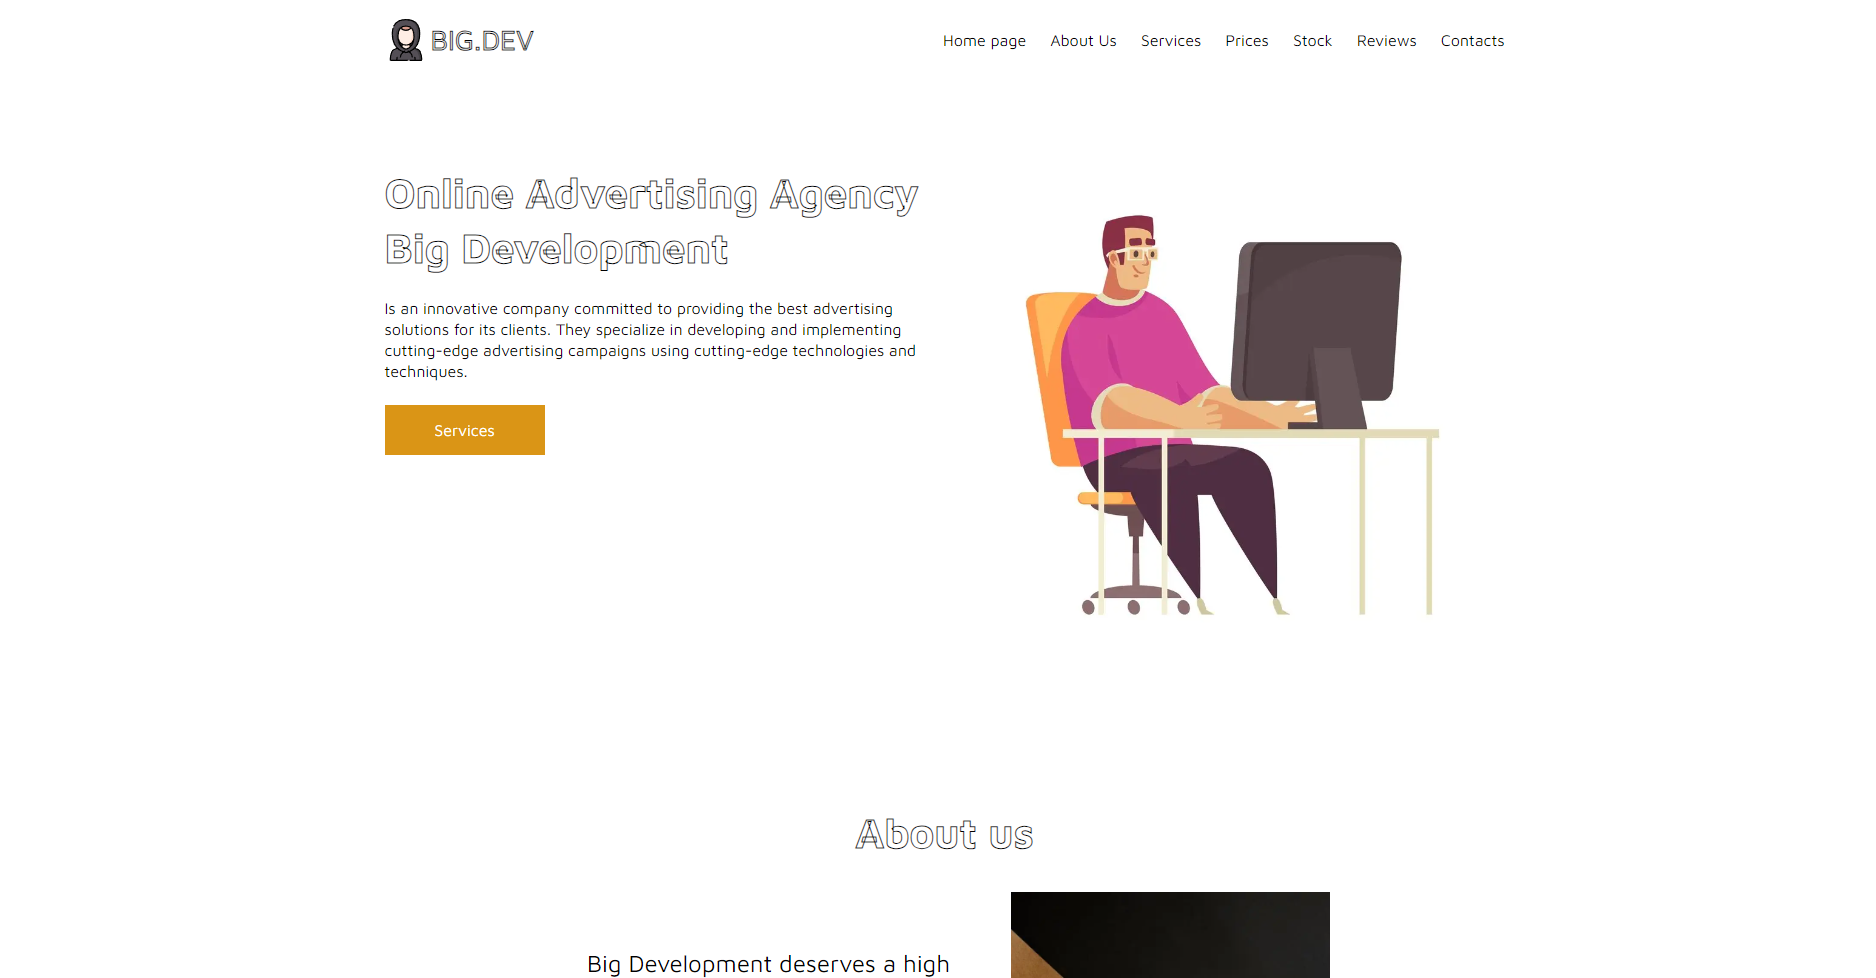 BIG.DEV
Home page About Us Services Prices Stock Reviews Contacts
Online Advertising Agency
Big Development
Is an innovative company committed to providing the best advertising
solutions for its clients. They specialize in developing and implementing
cutting-edge advertising campaigns using cutting-edge technologies and
techniques.
Services
About us
Big Development deserves a high